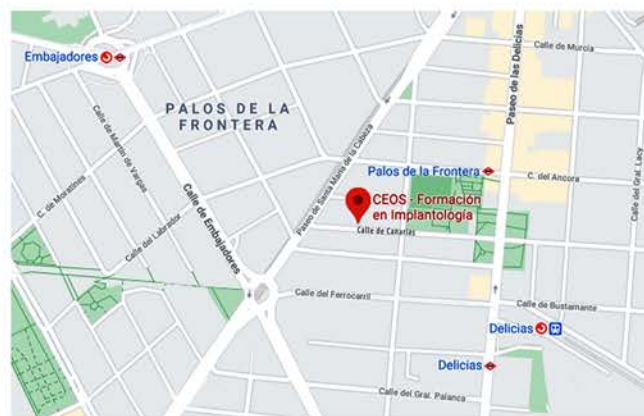 Calle de Murcia
Embajadores
Paseo de las Delicias
PALOS DE LA
FRONTERA
Calle de Martín de Vargas
Paseo de Santa María de la Cabeza
Calle del Gral. Lacy
C. de Moratines
Calle de Embajadores
Palos de la Frontera
C. del Ancora
CEOS - Formación
en Implantología
Calle de Canarias
Calle del Labrador
Calle del Ferrocarril
Calle de Bustamante
Delicias
Delicias
Calle del Gral. Palanca